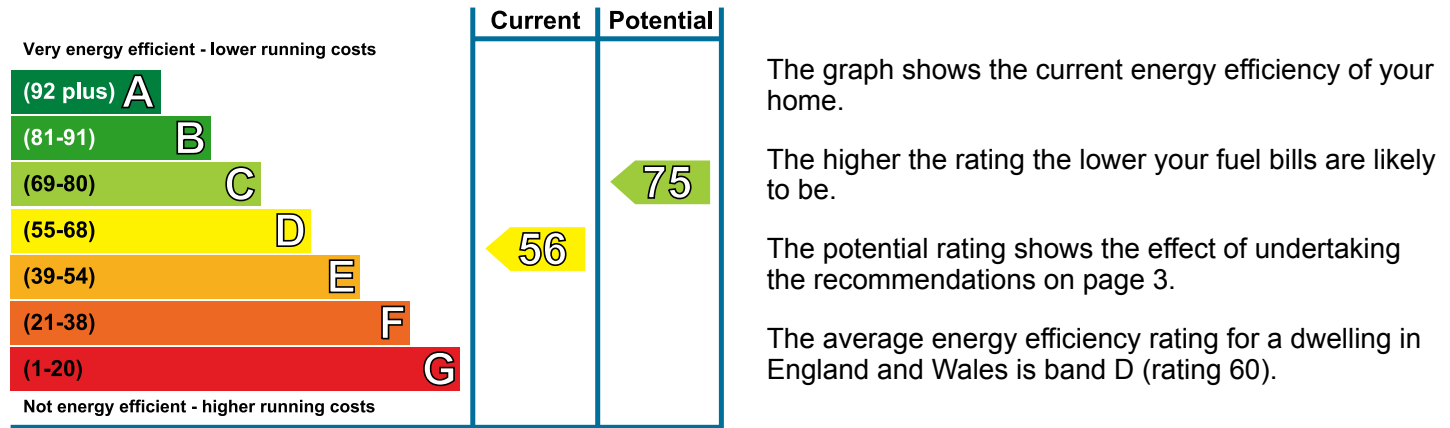 Current Potential
Very energy efficient - lower running costs
(92 plus) A
(81-91) B
(69-80) C
75
(55-68) D
56
(39-54) E
(21-38) F
(1-20) G
Not energy efficient - higher running costs
The graph shows the current energy efficiency of your
home.
The higher the rating the lower your fuel bills are likely
to be.
The potential rating shows the effect of undertaking
the recommendations on page 3.
The average energy efficiency rating for a dwelling in
England and Wales is band D (rating 60).